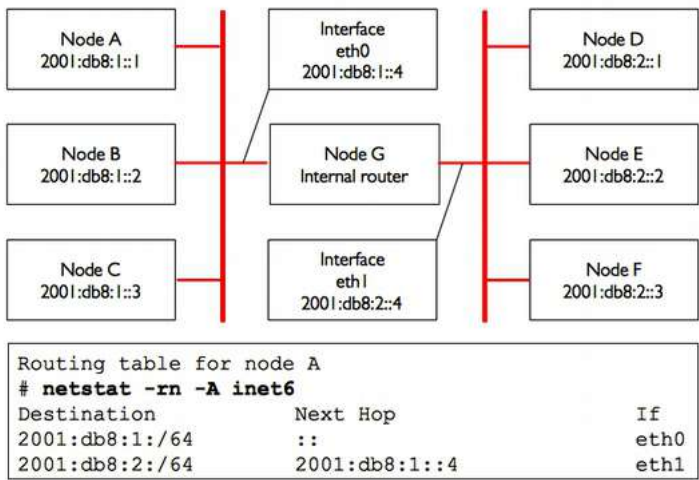 Node A
2001:db8:1::1
Interface
eth0
2001:db8:1::4
Node D
2001:db8:2::1
Node B
2001:db8:1::2
Node G
Internal router
Node E
2001:db8:2::2
Node C
2001:db8:1::3
Interface
eth1
2001:db8:2::4
Node F
2001:db8:2::3
Routing table for node A
# netstat -rn -A inet6
Destination Next Hop If
2001:db8:1:/64 :: eth0
2001:db8:2:/64 2001:db8:1::4 eth1